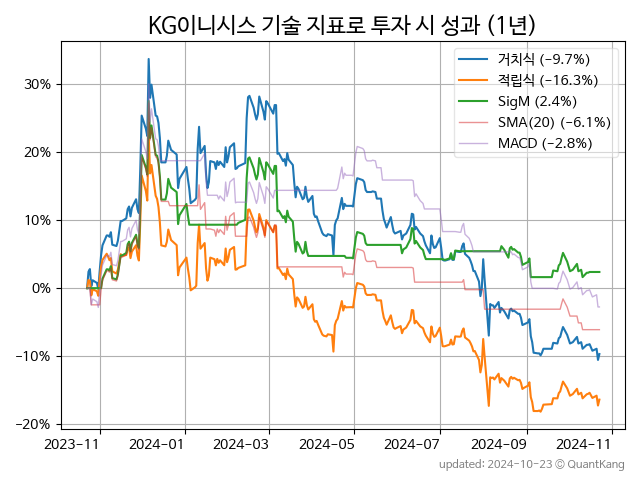 KG이니시스 기술 지표로 투자 시 성과 (1년)
거치식 (−9.7%)
적립식 (−16.3%)
SigM (2.4%)
SMA(20) (−6.1%)
MACD (−2.8%)
30%
20%
10%
0%
−10%
−20%
2023-11
2024-01
2024-03
2024-05
2024-07
2024-09
2024-11
updated: 2024-10-23 © QuantKang